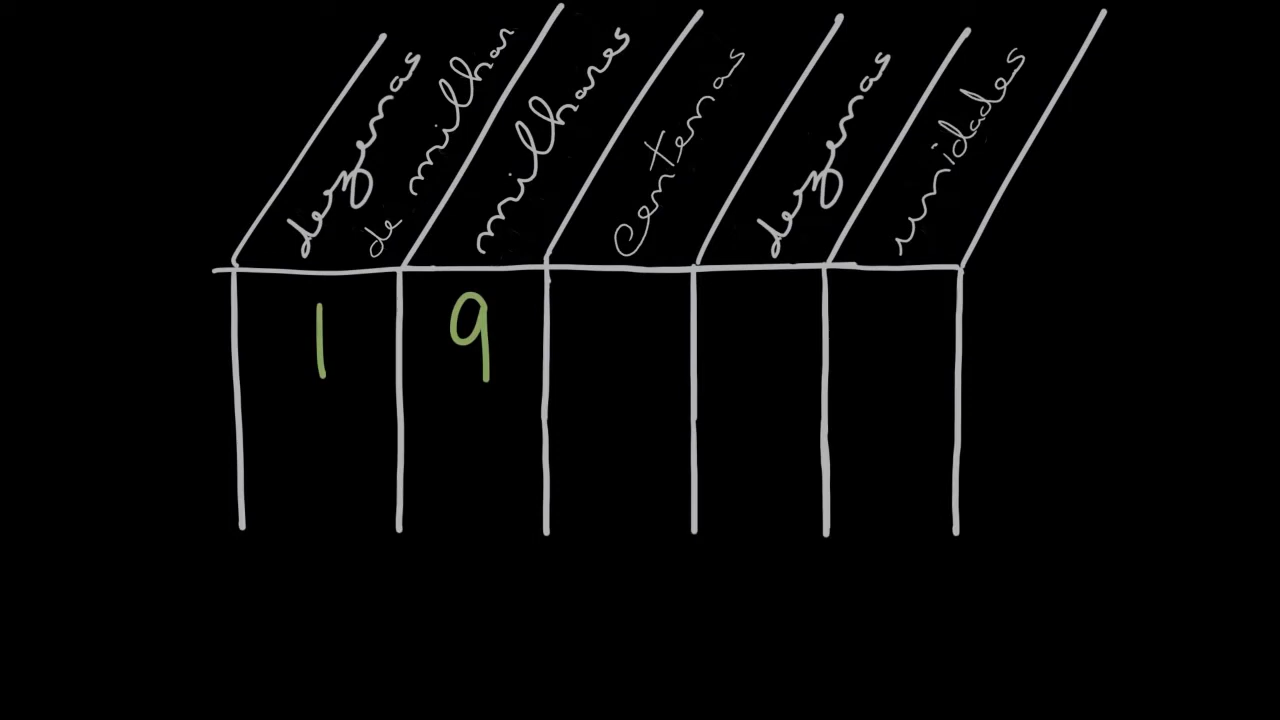 dezenas
de milhar
milhares
centenas
dezenas
unidades
1 9